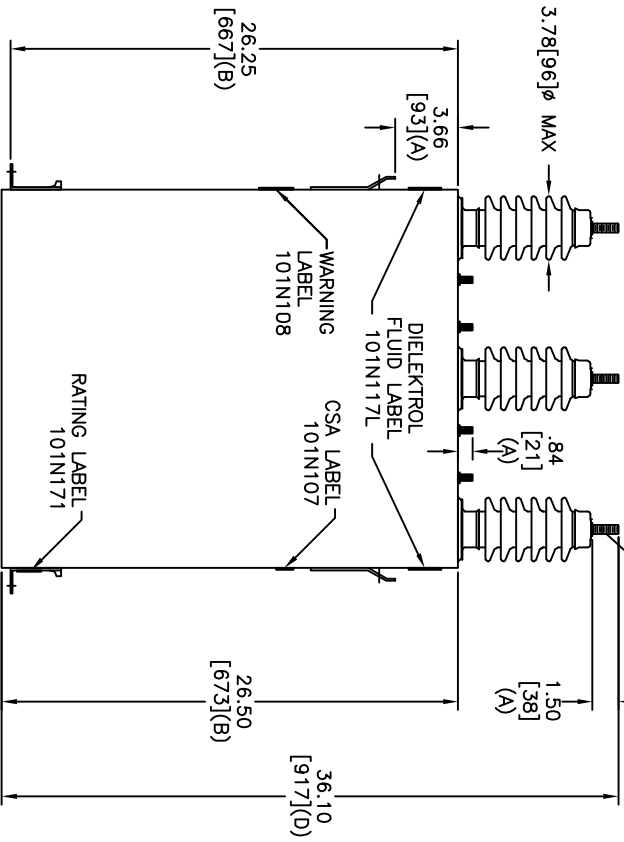 3.78[96]ø MAX
26.25
[667](B)
3.66
[93](A)
WARNING
LABEL
101N108
DIELEKTROL
FLUID LABEL
101N117L
.84
[21]
(A)
CSA LABEL
101N107
RATING LABEL
101N171
1.50
[38]
(A)
26.50
[673](B)
36.10
[917](D)